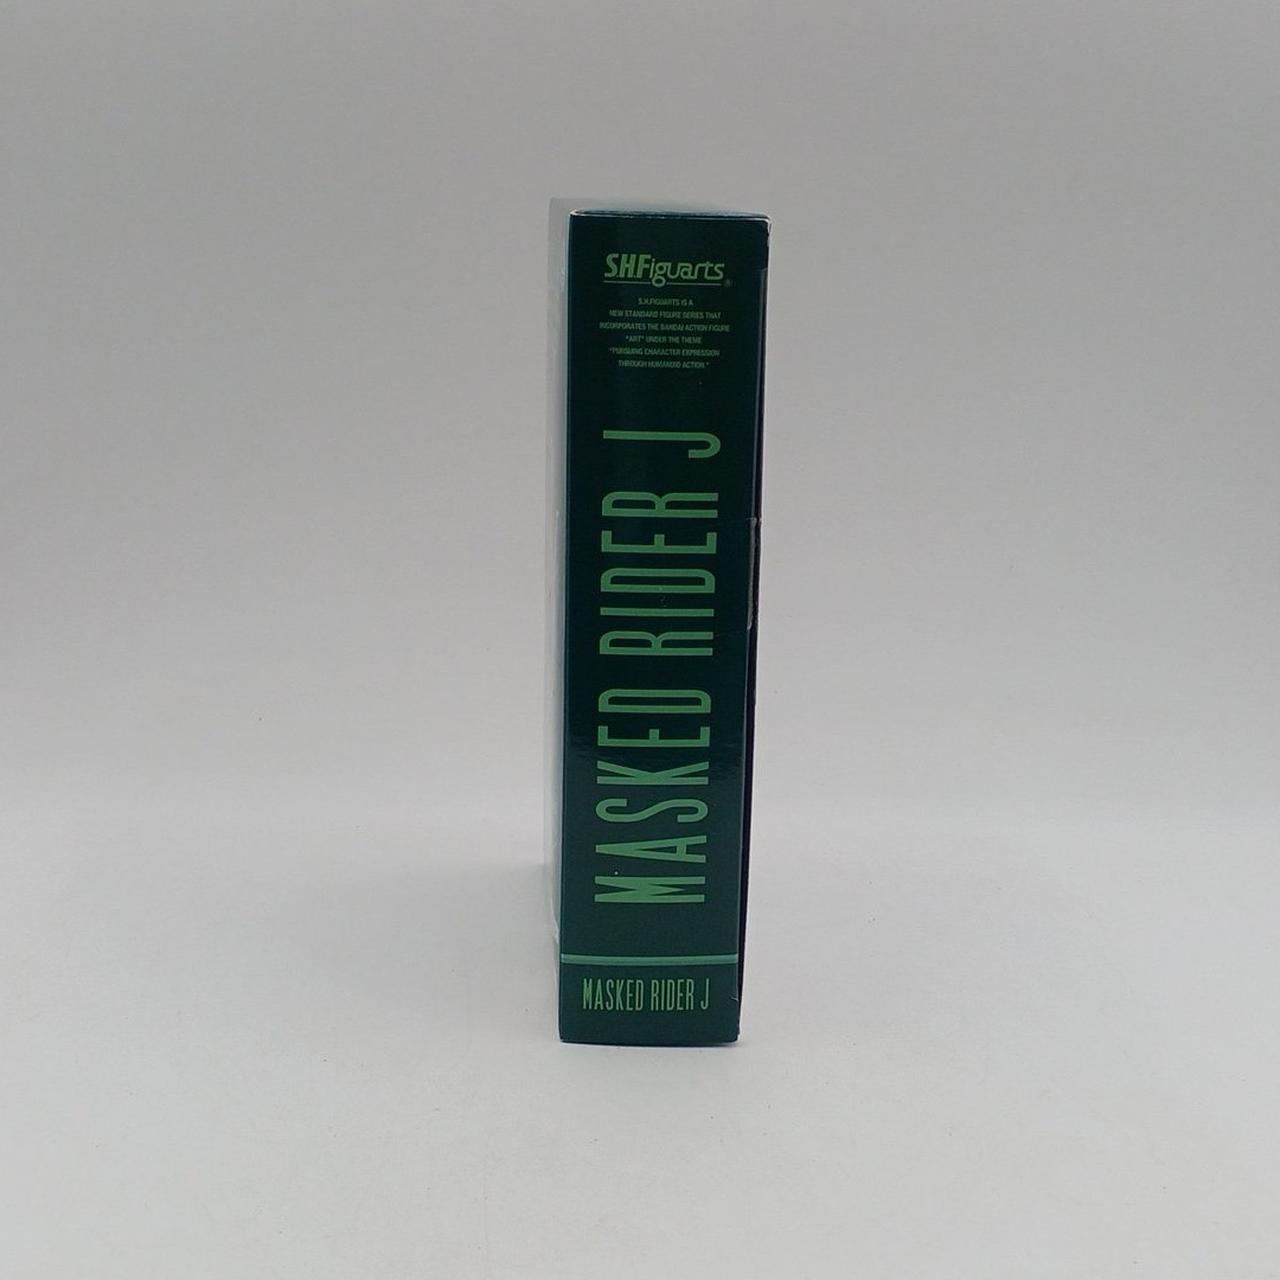 S.H.Figuarts®
S.H.FIGUARTS IS A
NEW STANDARD FIGURE SERIES THAT
INCORPORATES THE BANDAI ACTION FIGURE
"ART" UNDER THE THEME
"PURSUING CHARACTER EXPRESSION
THROUGH HUMANOID ACTION."
MASKED RIDER J
MASKED RIDER J